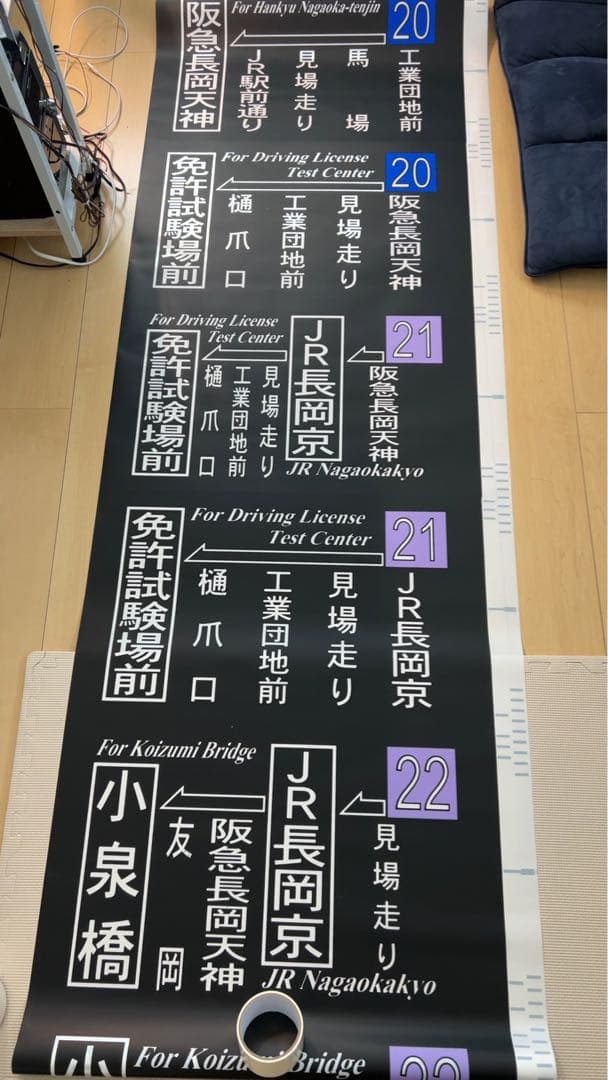 For Hankyu Nagaoka-tenjin
20
阪急長岡天神
JR駅前通り
見場走り
馬場
工業団地前
For Driving License
Test Center
20
免許試験場前
樋爪口
工業団地前
見場走り
阪急長岡天神
For Driving License
Test Center
21
免許試験場前
樋爪口
工業団地前
見場走り
JR長岡京
阪急長岡天神
JR Nagaokakyo
For Driving License
Test Center
21
免許試験場前
樋爪口
工業団地前
見場走り
JR長岡京
For Koizumi Bridge
22
小泉橋
友岡
阪急長岡天神
JR長岡京
見場走り
JR Nagaokakyo
小
For Koizu Bridge
22